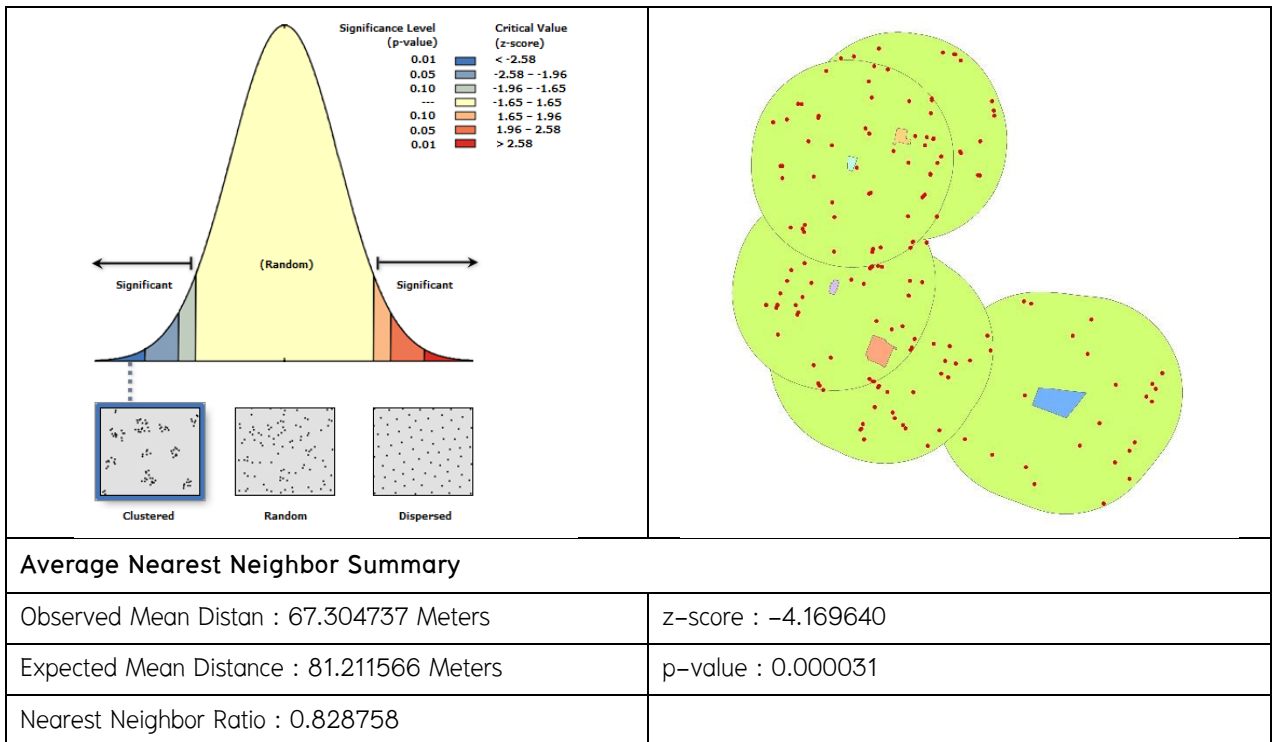 Significance Level Critical Value
(p-value) (z-score)
0.01 < -2.58
0.05 -2.58 - -1.96
0.10 -1.96 - -1.65
--- -1.65 - 1.65
0.10 1.65 - 1.96
0.05 1.96 - 2.58
0.01 > 2.58
(Random)
Significant Significant
Clustered Random Dispersed
Average Nearest Neighbor Summary
Observed Mean Distan : 67.304737 Meters z-score : -4.169640
Expected Mean Distance : 81.211566 Meters p-value : 0.000031
Nearest Neighbor Ratio : 0.828758